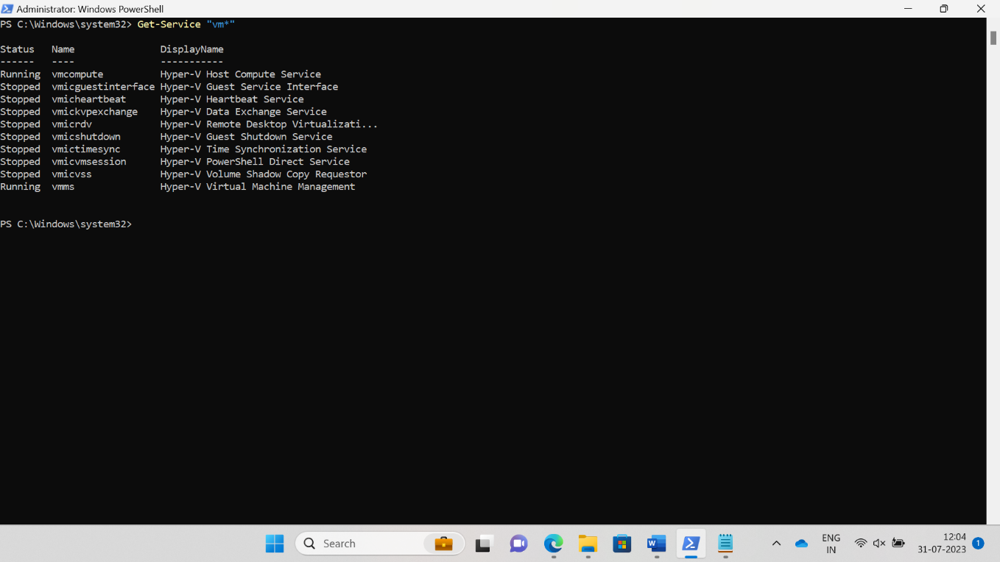 Administrator: Windows PowerShell
PS C:\Windows\system32> Get-Service "vm*"
Status   Name               DisplayName
------   ----               -----------
Running  vmcompute          Hyper-V Host Compute Service
Stopped  vmicguestinterface Hyper-V Guest Service Interface
Stopped  vmicheartbeat      Hyper-V Heartbeat Service
Stopped  vmickvpexchange    Hyper-V Data Exchange Service
Stopped  vmicrdv            Hyper-V Remote Desktop Virtualizati...
Stopped  vmicshutdown       Hyper-V Guest Shutdown Service
Stopped  vmictimesync       Hyper-V Time Synchronization Service
Stopped  vmicvmsession      Hyper-V PowerShell Direct Service
Stopped  vmicvss            Hyper-V Volume Shadow Copy Requestor
Running  vmms               Hyper-V Virtual Machine Management
PS C:\Windows\system32>
Search
W
ENG
IN
12:04
31-07-2023
1